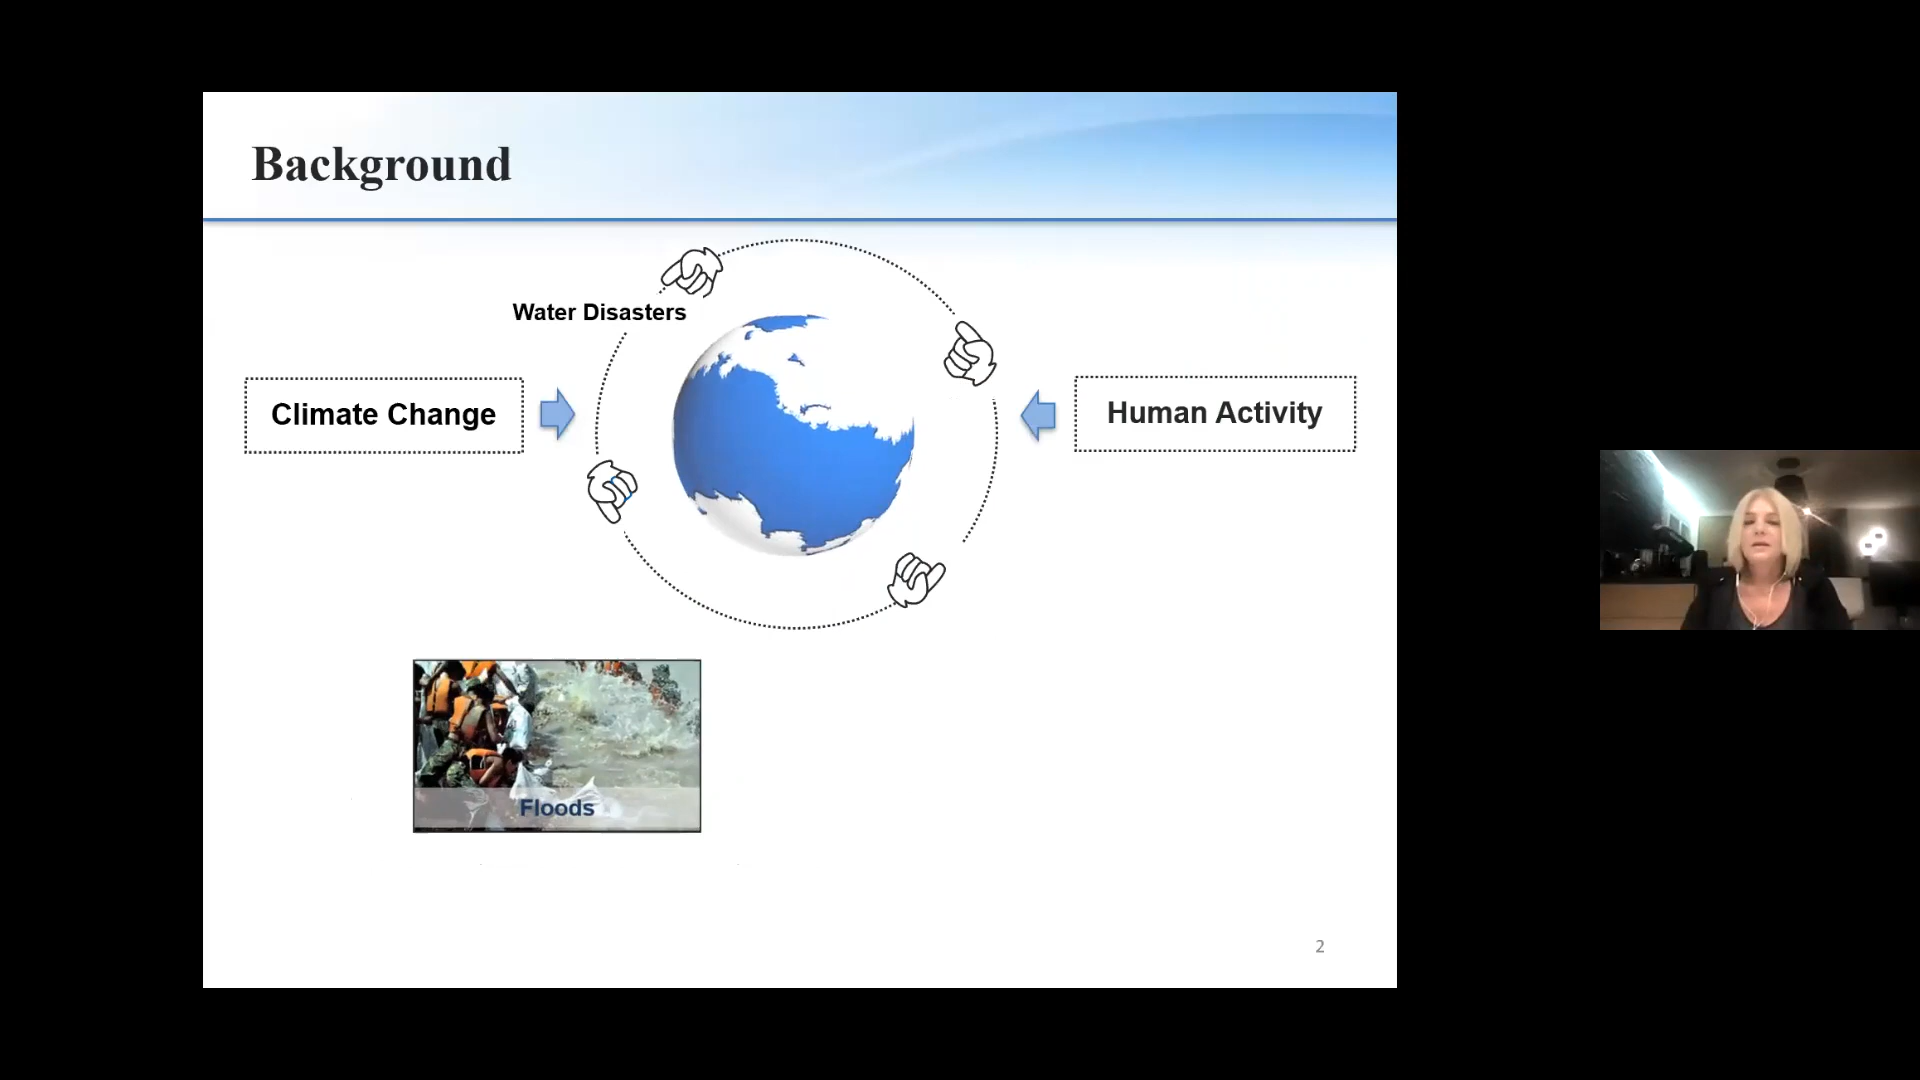 Background
Water Disasters
Climate Change
Human Activity
Floods
2